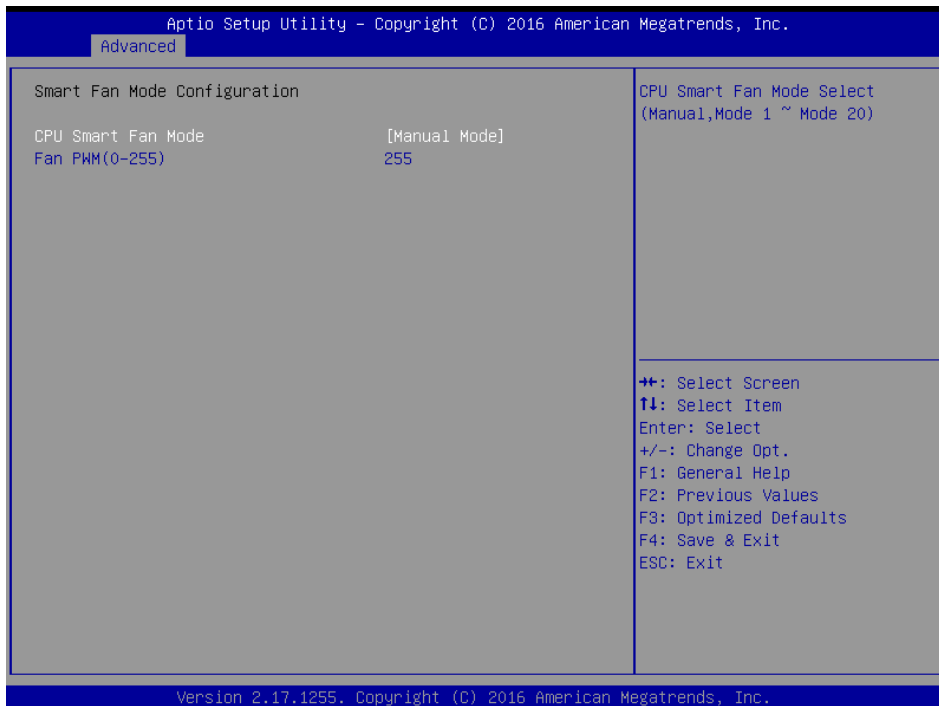 Aptio Setup Utility – Copyright (C) 2016 American Megatrends, Inc.
Advanced
Smart Fan Mode Configuration
CPU Smart Fan Mode [Manual Mode]
Fan PWM(0-255) 255
CPU Smart Fan Mode Select
(Manual,Mode 1 ~ Mode 20)
→←: Select Screen
↑↓: Select Item
Enter: Select
+/-: Change Opt.
F1: General Help
F2: Previous Values
F3: Optimized Defaults
F4: Save & Exit
ESC: Exit
Version 2.17.1255. Copyright (C) 2016 American Megatrends, Inc.